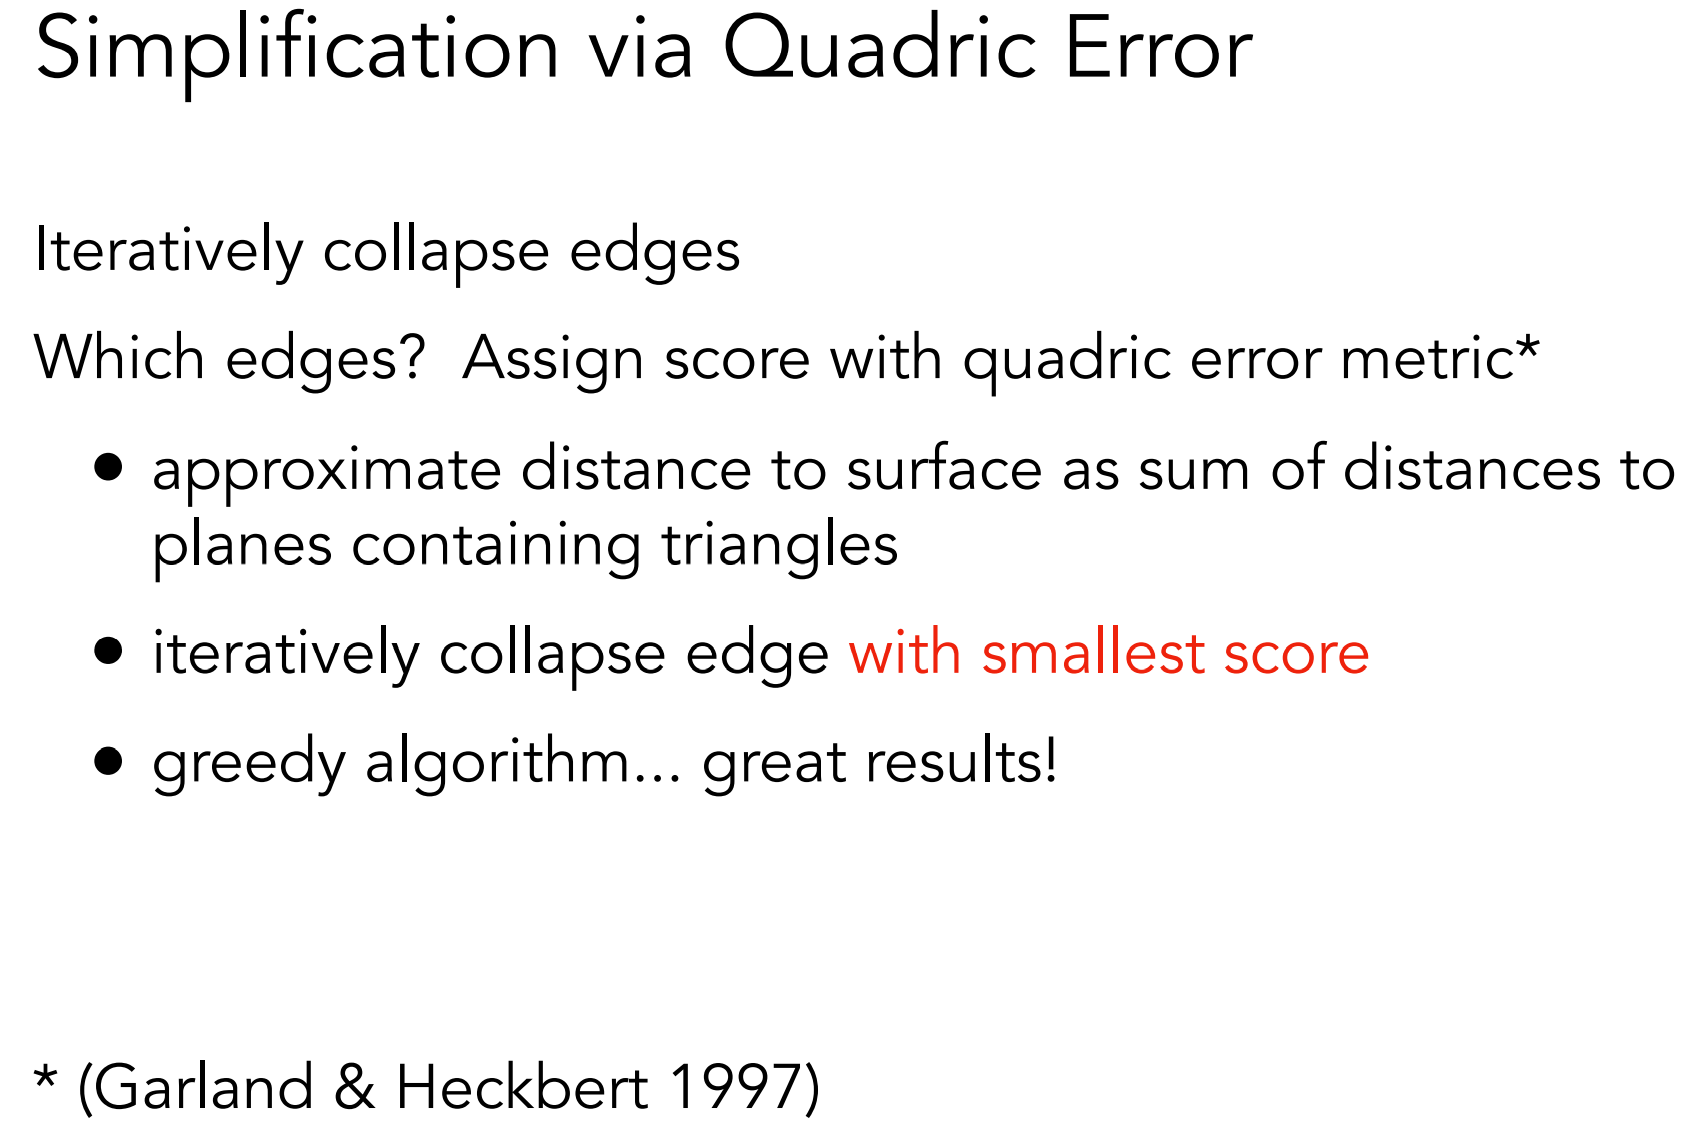 Simplification via Quadric Error
Iteratively collapse edges
Which edges?  Assign score with quadric error metric*
• approximate distance to surface as sum of distances to
planes containing triangles
• iteratively collapse edge with smallest score
• greedy algorithm... great results!
* (Garland & Heckbert 1997)